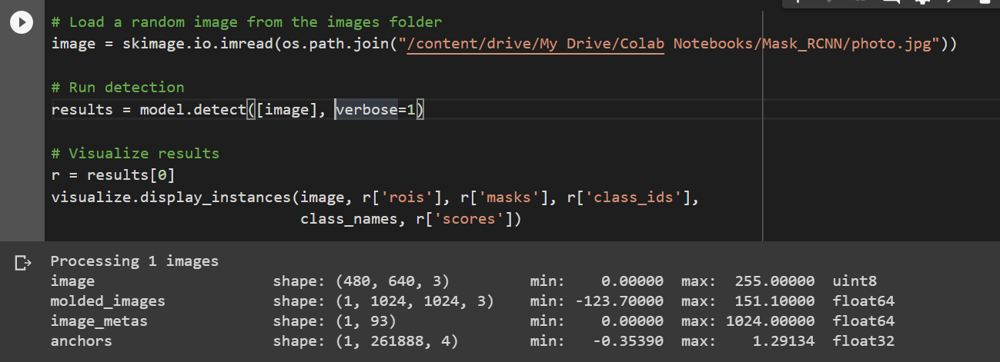 # Load a random image from the images folder
image = skimage.io.imread(os.path.join("/content/drive/My Drive/Colab Notebooks/Mask_RCNN/photo.jpg"))
# Run detection
results = model.detect([image], verbose=1)
# Visualize results
r = results[0]
visualize.display_instances(image, r['rois'], r['masks'], r['class_ids'],
class_names, r['scores'])
Processing 1 images
image shape: (480, 640, 3) min: 0.00000 max: 255.00000 uint8
molded_images shape: (1, 1024, 1024, 3) min: -123.70000 max: 151.10000 float64
image_metas shape: (1, 93) min: 0.00000 max: 1024.00000 float64
anchors shape: (1, 261888, 4) min: -0.35390 max: 1.29134 float32